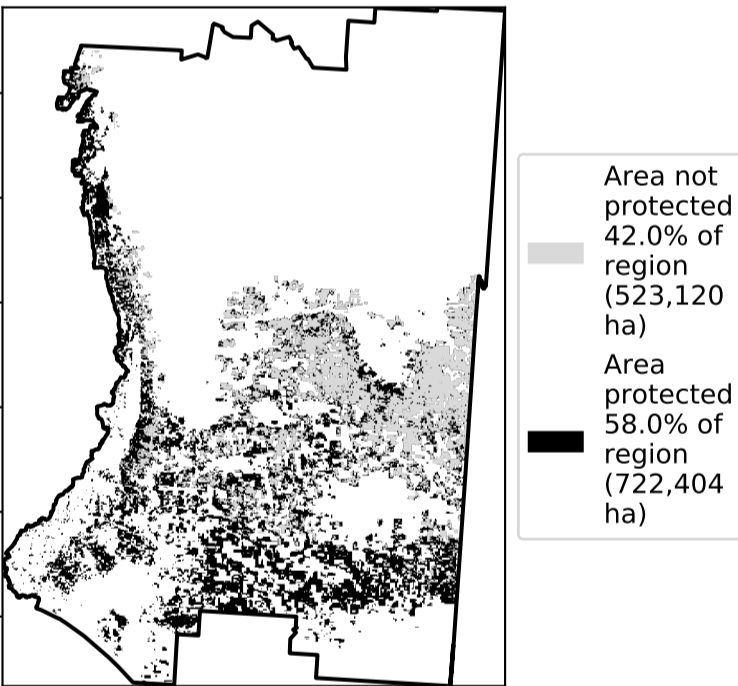 Area not
protected
42.0% of
region
(523,120
ha)
Area
protected
58.0% of
region
(722,404
ha)